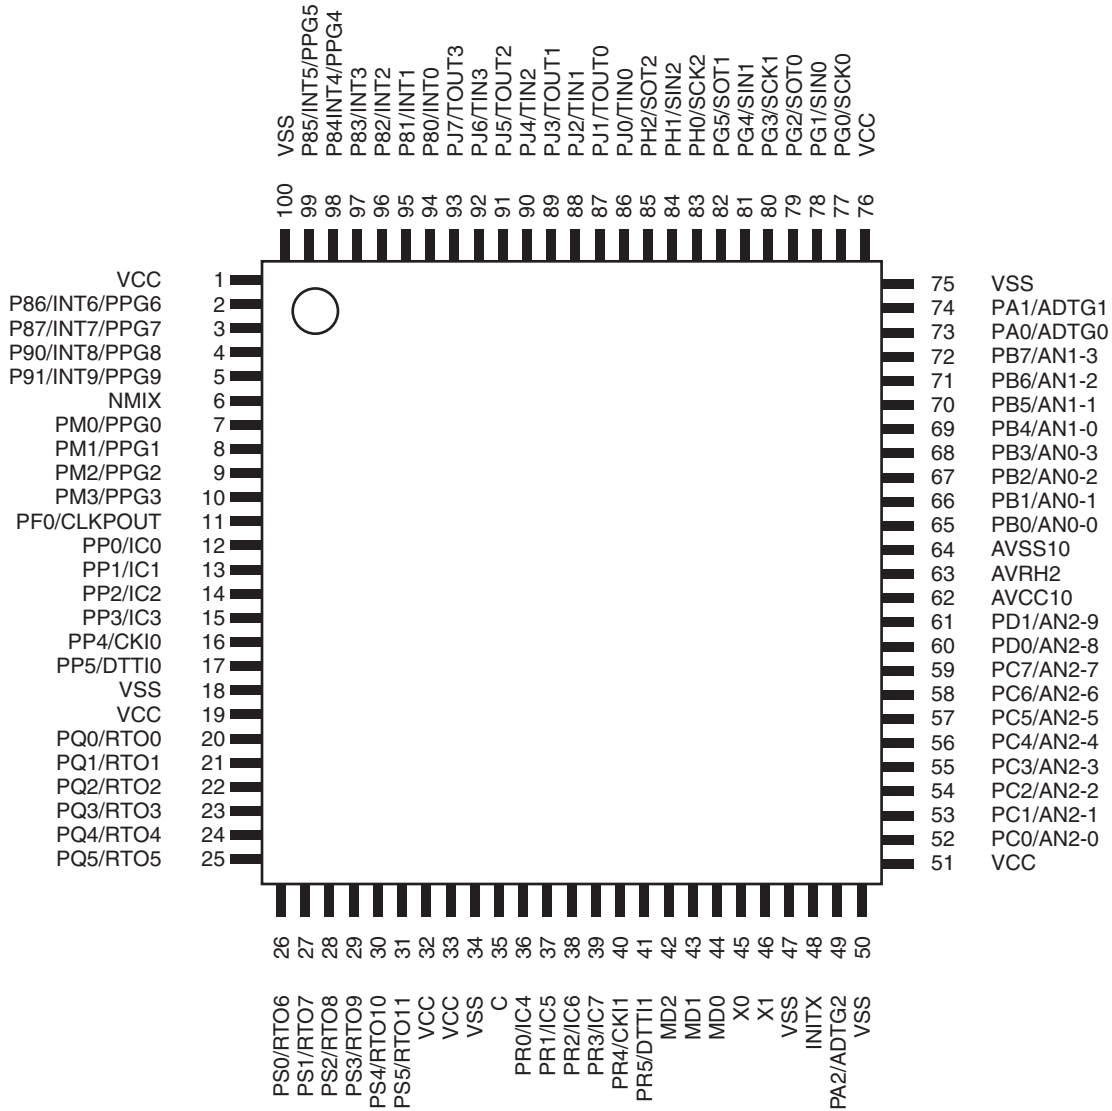 VSS
P85/INT5/PPG5
P84INT4/PPG4
P83/INT3
P82/INT2
P81/INT1
P80/INT0
PJ7/TOUT3
PJ6/TIN3
PJ5/TOUT2
PJ4/TIN2
PJ3/TOUT1
PJ2/TIN1
PJ1/TOUT0
PJ0/TIN0
PH2/SOT2
PH1/SIN2
PH0/SCK2
PG5/SOT1
PG4/SIN1
PG3/SCK1
PG2/SOT0
PG1/SIN0
PG0/SCK0
VCC
100
99
98
97
96
95
94
93
92
91
90
89
88
87
86
85
84
83
82
81
80
79
78
77
76
VCC 1
P86/INT6/PPG6 2
P87/INT7/PPG7 3
P90/INT8/PPG8 4
P91/INT9/PPG9 5
NMIX 6
PM0/PPG0 7
PM1/PPG1 8
PM2/PPG2 9
PM3/PPG3 10
PF0/CLKPOUT 11
PP0/IC0 12
PP1/IC1 13
PP2/IC2 14
PP3/IC3 15
PP4/CKI0 16
PP5/DTTI0 17
VSS 18
VCC 19
PQ0/RTO0 20
PQ1/RTO1 21
PQ2/RTO2 22
PQ3/RTO3 23
PQ4/RTO4 24
PQ5/RTO5 25
75 VSS
74 PA1/ADTG1
73 PA0/ADTG0
72 PB7/AN1-3
71 PB6/AN1-2
70 PB5/AN1-1
69 PB4/AN1-0
68 PB3/AN0-3
67 PB2/AN0-2
66 PB1/AN0-1
65 PB0/AN0-0
64 AVSS10
63 AVRH2
62 AVCC10
61 PD1/AN2-9
60 PD0/AN2-8
59 PC7/AN2-7
58 PC6/AN2-6
57 PC5/AN2-5
56 PC4/AN2-4
55 PC3/AN2-3
54 PC2/AN2-2
53 PC1/AN2-1
52 PC0/AN2-0
51 VCC
26
27
28
29
30
31
32
33
34
35
36
37
38
39
40
41
42
43
44
45
46
47
48
49
50
PS0/RTO6
PS1/RTO7
PS2/RTO8
PS3/RTO9
PS4/RTO10
PS5/RTO11
VCC
VCC
VSS
C
PR0/IC4
PR1/IC5
PR2/IC6
PR3/IC7
PR4/CKI1
PR5/DTTI1
MD2
MD1
MD0
X0
X1
VSS
INITX
PA2/ADTG2
VSS